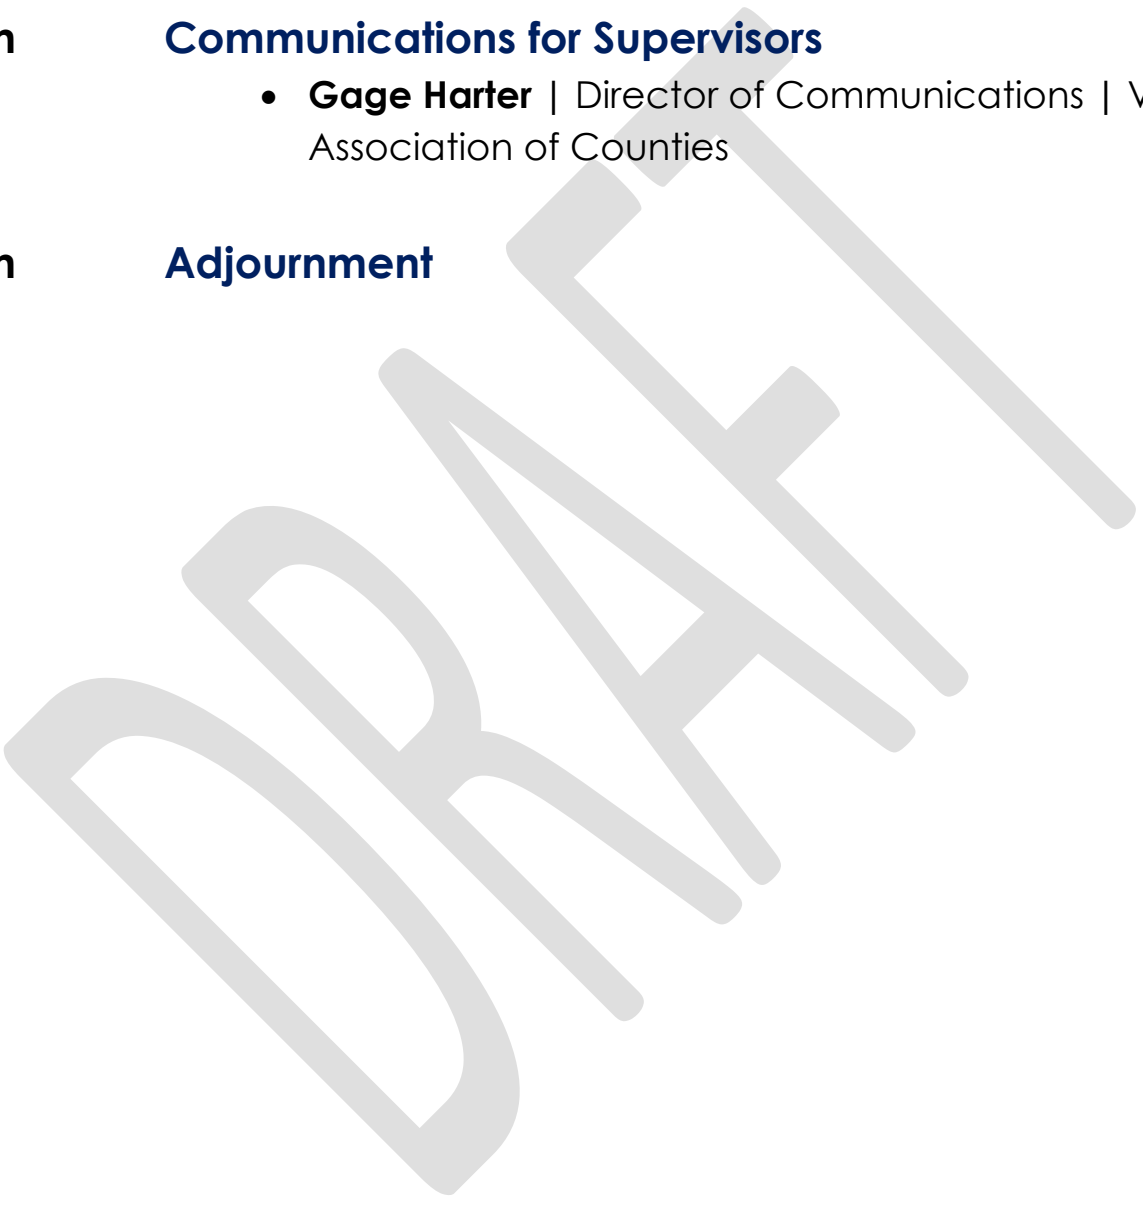 Communications for Supervisors
• Gage Harter | Director of Communications |
Association of Counties
Adjournment
DRAFT